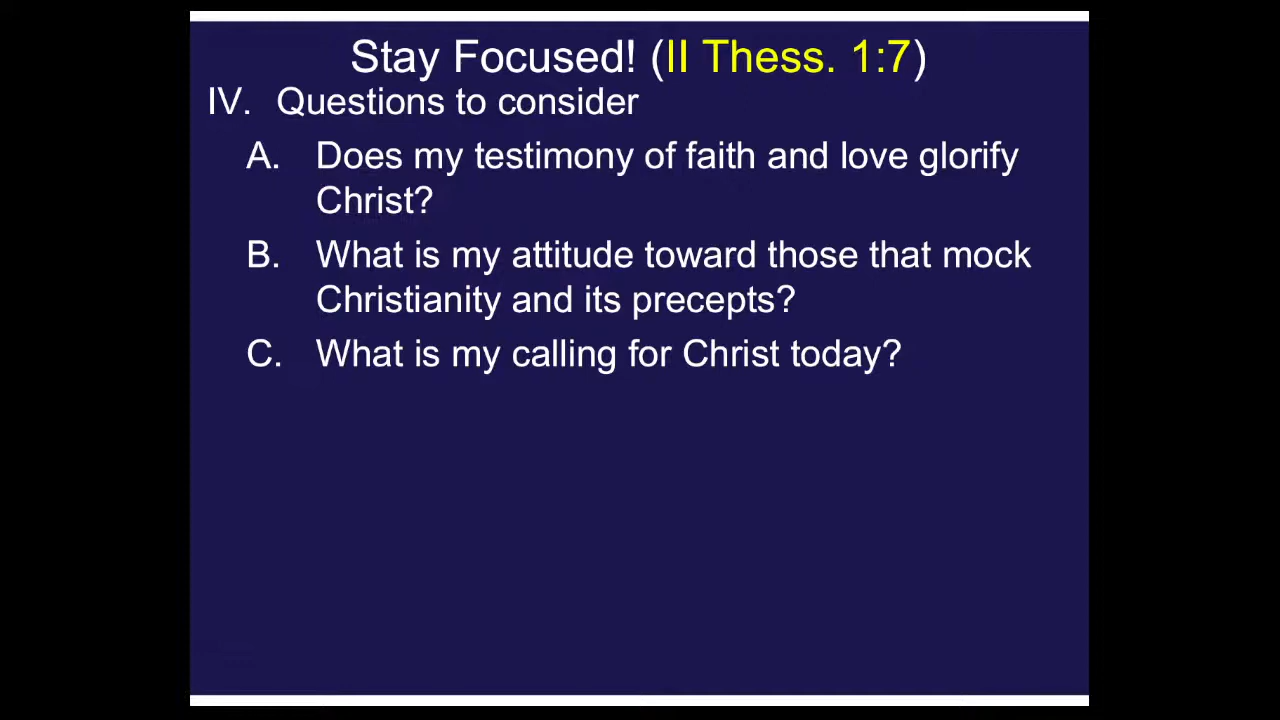 Stay Focused! (II Thess. 1:7)
IV. Questions to consider
A. Does my testimony of faith and love glorify
Christ?
B. What is my attitude toward those that mock
Christianity and its precepts?
C. What is my calling for Christ today?